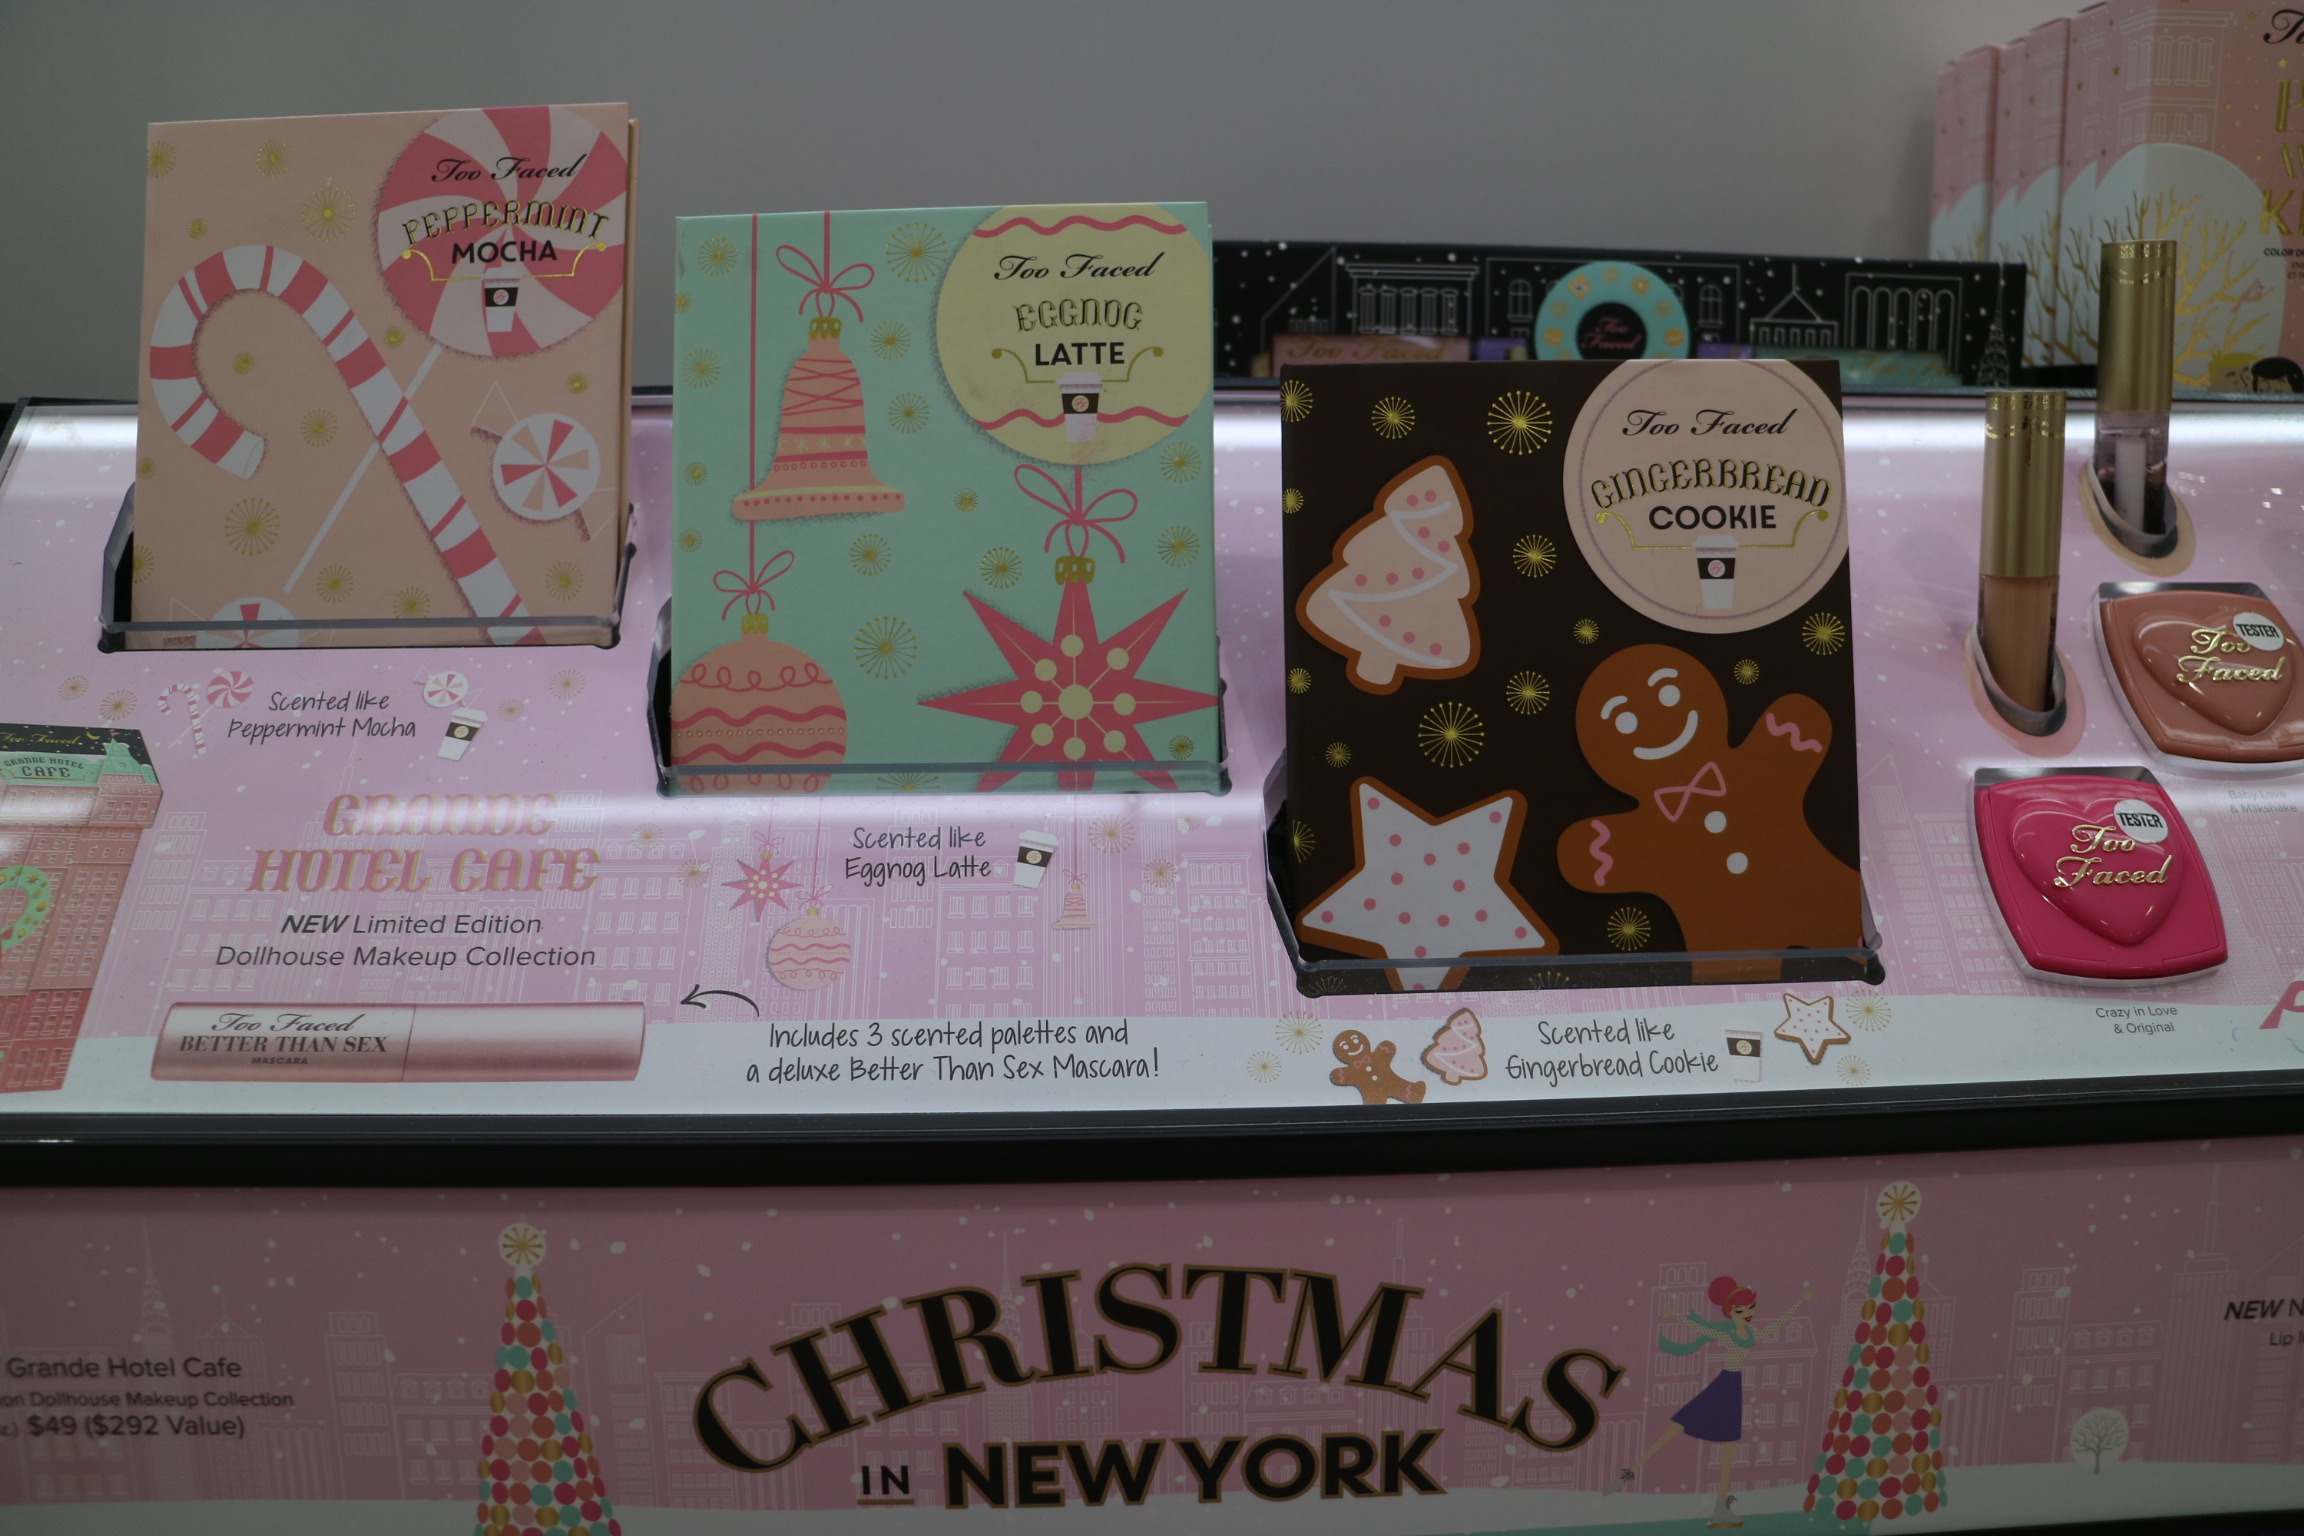 Too Faced
PEPPERMINT
MOCHA
Too Faced
EGGNOG
LATTE
Too Faced
GINGERBREAD
COOKIE
Too Faced
Scented like
Peppermint Mocha
Too Faced
GRANDE HOTEL
CAFE
GRANDE
HOTEL CAFE
NEW Limited Edition
Dollhouse Makeup Collection
Too Faced
BETTER THAN SEX
MASCARA
Scented like
Eggnog Latte
Includes 3 scented palettes and
a deluxe Better Than Sex Mascara!
Scented like
Gingerbread Cookie
TESTER
Too
Faced
Baby Love
& Milkshake
TESTER
Too
Faced
Crazy in Love
& Original
CHRISTMAS
IN NEW YORK
Grande Hotel Cafe
Dollhouse Makeup Collection
$49 ($292 Value)
NEW
Lip